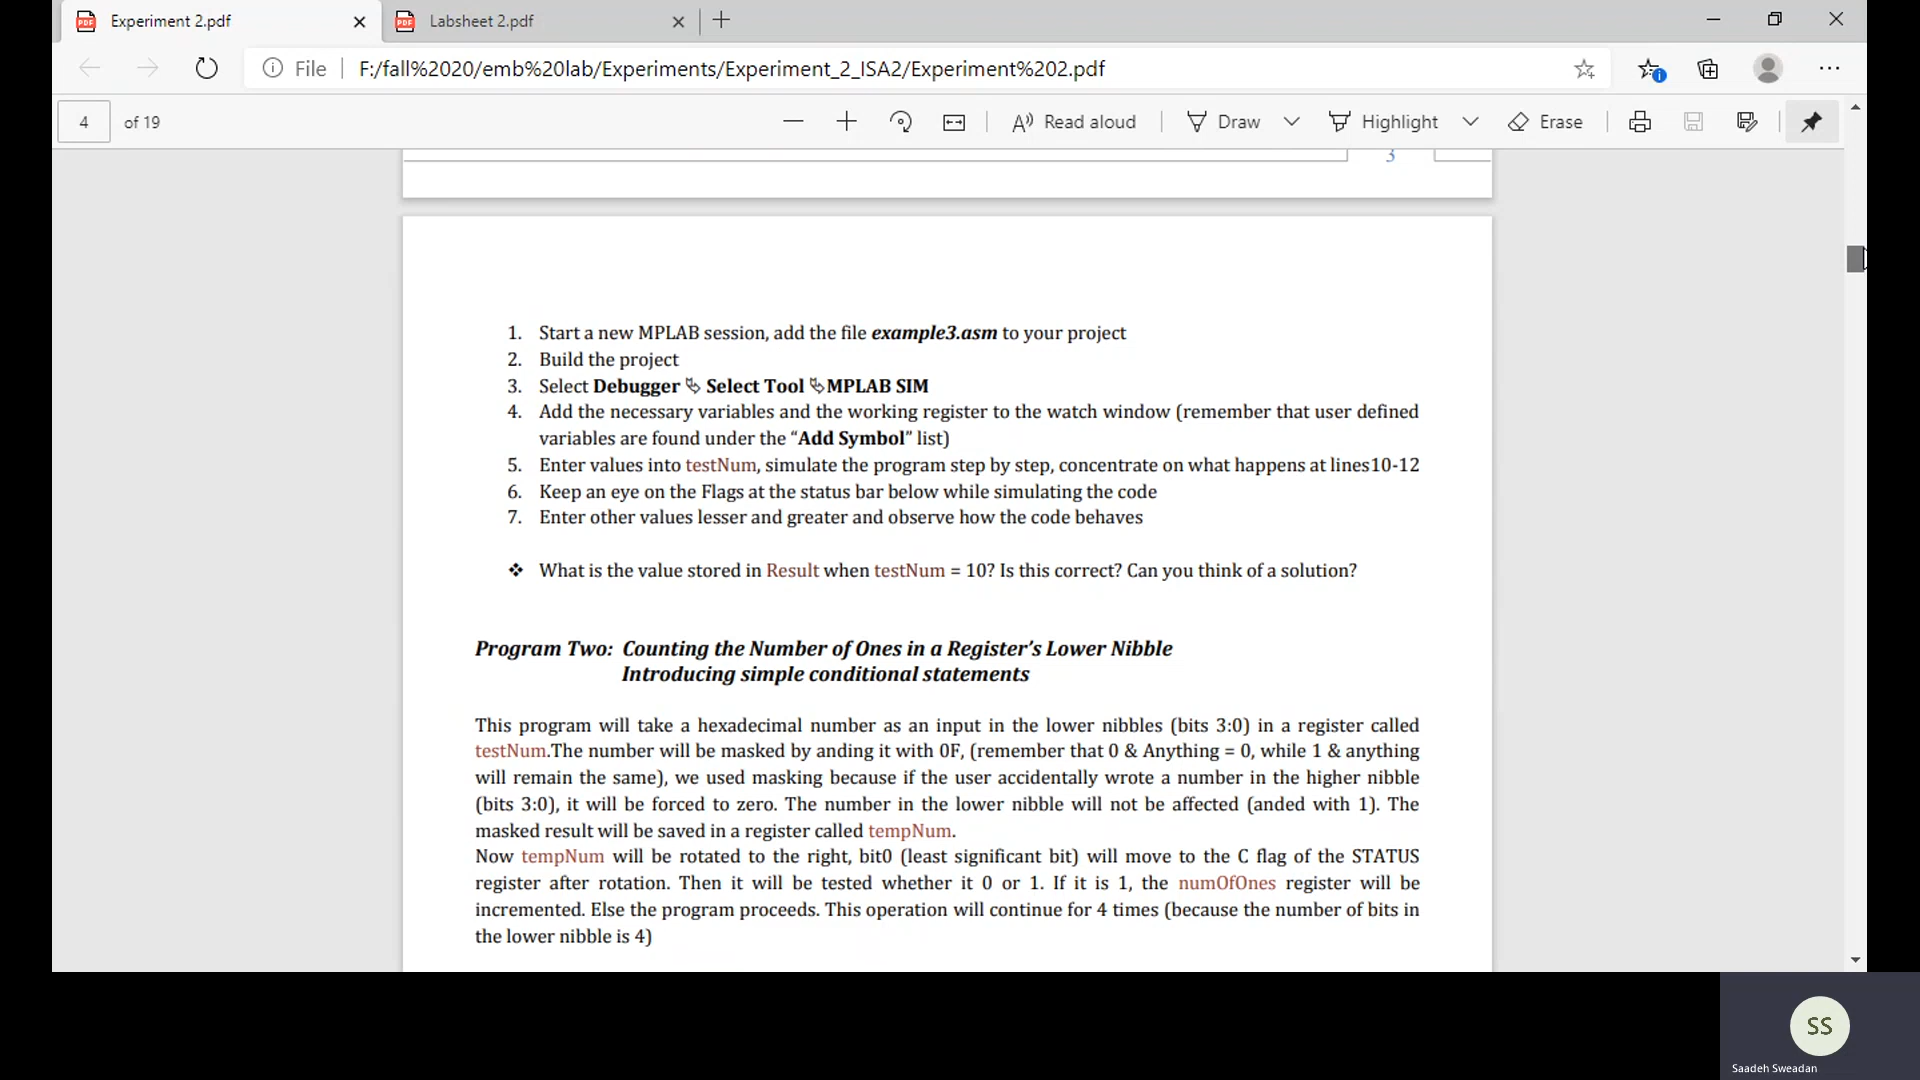 Experiment 2.pdf
Labsheet 2.pdf
File
F:/fall%2020/emb%20lab/Experiments/Experiment_2_ISA2/Experiment%202.pdf
4 of 19
Read aloud
Draw
Highlight
Erase
3
1. Start a new MPLAB session, add the file example3.asm to your project
2. Build the project
3. Select Debugger Select Tool MPLAB SIM
4. Add the necessary variables and the working register to the watch window (remember that user defined
variables are found under the “Add Symbol” list)
5. Enter values into testNum, simulate the program step by step, concentrate on what happens at lines10-12
6. Keep an eye on the Flags at the status bar below while simulating the code
7. Enter other values lesser and greater and observe how the code behaves
❖ What is the value stored in Result when testNum = 10? Is this correct? Can you think of a solution?
Program Two: Counting the Number of Ones in a Register’s Lower Nibble
Introducing simple conditional statements
This program will take a hexadecimal number as an input in the lower nibbles (bits 3:0) in a register called
testNum.The number will be masked by anding it with 0F, (remember that 0 & Anything = 0, while 1 & anything
will remain the same), we used masking because if the user accidentally wrote a number in the higher nibble
(bits 3:0), it will be forced to zero. The number in the lower nibble will not be affected (anded with 1). The
masked result will be saved in a register called tempNum.
Now tempNum will be rotated to the right, bit0 (least significant bit) will move to the C flag of the STATUS
register after rotation. Then it will be tested whether it 0 or 1. If it is 1, the numOfOnes register will be
incremented. Else the program proceeds. This operation will continue for 4 times (because the number of bits in
the lower nibble is 4)
SS
Saadeh Sweadan